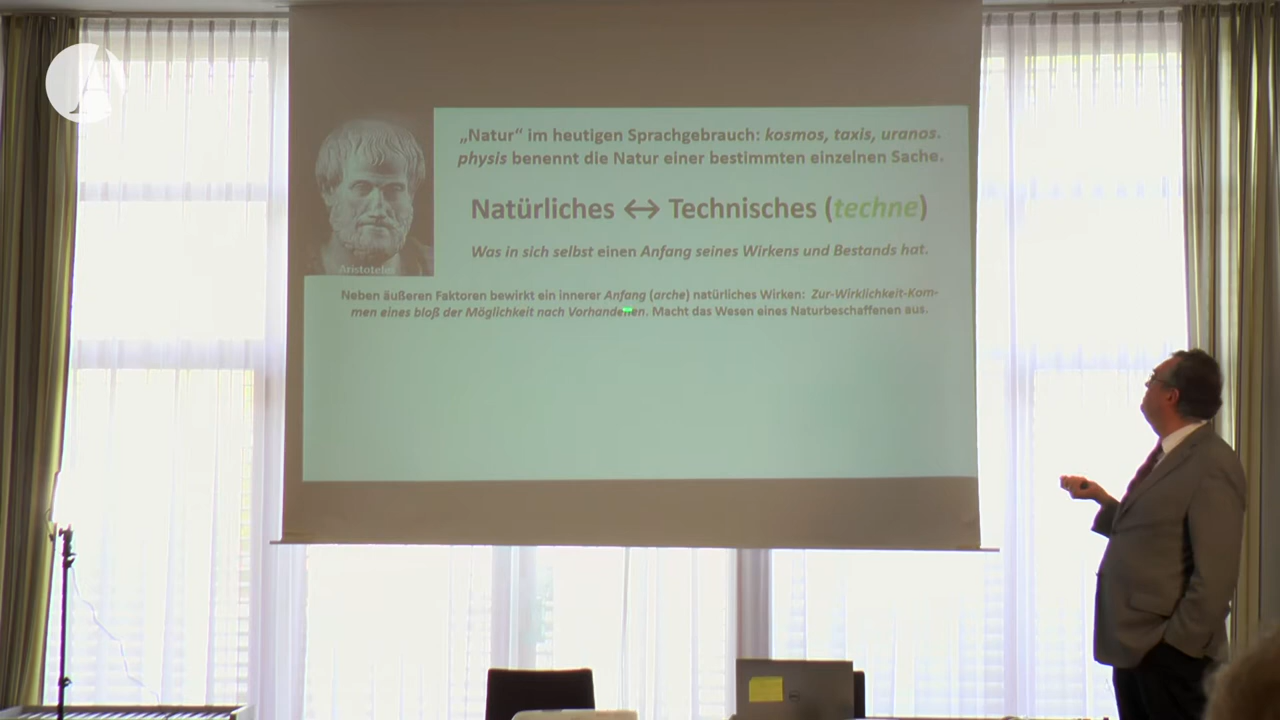 „Natur“ im heutigen Sprachgebrauch: kosmos, taxis, uranos.
physis benennt die Natur einer bestimmten einzelnen Sache.
Natürliches ↔ Technisches (techne)
Was in sich selbst einen Anfang seines Wirkens und Bestands hat.
Aristoteles
Neben äußeren Faktoren bewirkt ein innerer Anfang (arche) natürliches Wirken: Zur-Wirklichkeit-Kom-
men eines bloß der Möglichkeit nach Vorhandenen. Macht das Wesen eines Naturbeschaffenen aus.
DELL